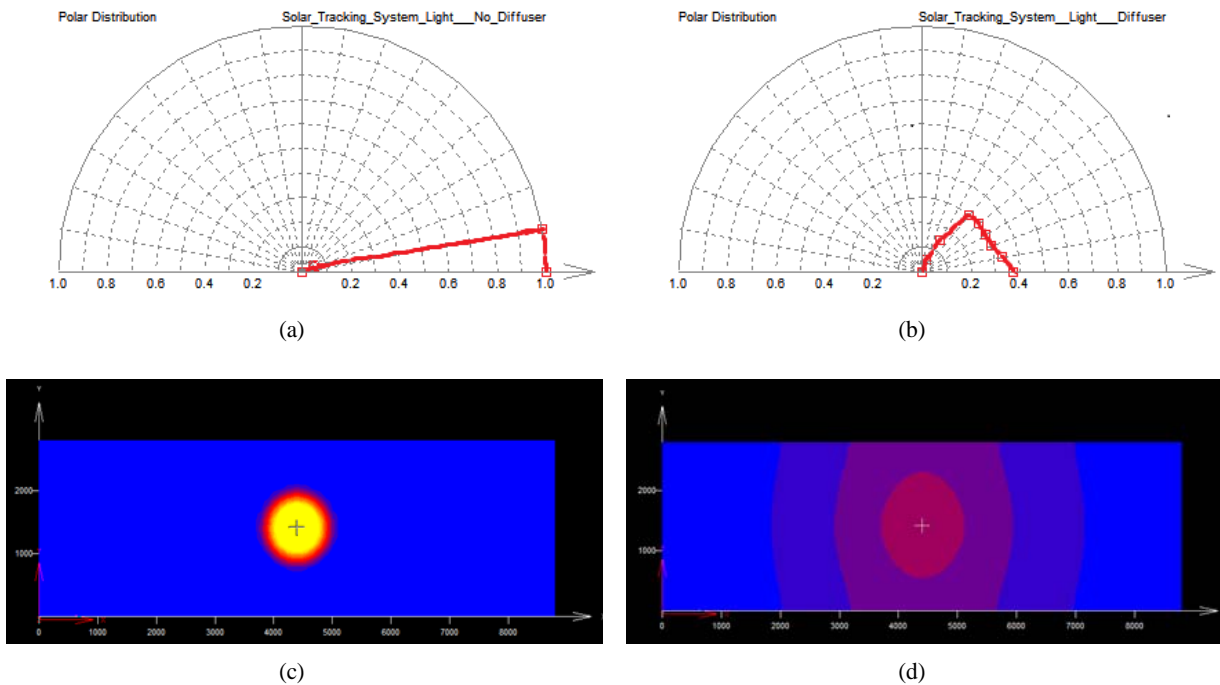 Polar Distribution Solar_Tracking_System_Light___No_Diffuser
1.0 0.8 0.6 0.4 0.2 0.2 0.4 0.6 0.8 1.0
(a)
Polar Distribution Solar_Tracking_System__Light___Diffuser
1.0 0.8 0.6 0.4 0.2 0.2 0.4 0.6 0.8 1.0
(b)
Y
2000
1000
0 1000 2000 3000 4000 5000 6000 7000 8000
(c)
Y
2000
1000
0 1000 2000 3000 4000 5000 6000 7000 8000
(d)